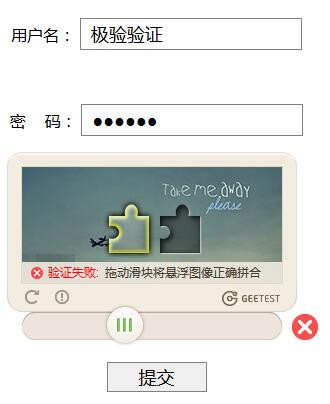 用户名： 极验验证
密 码： ●●●●●●
Take me away
please
验证失败: 拖动滑块将悬浮图像正确拼合
GEETEST
提交